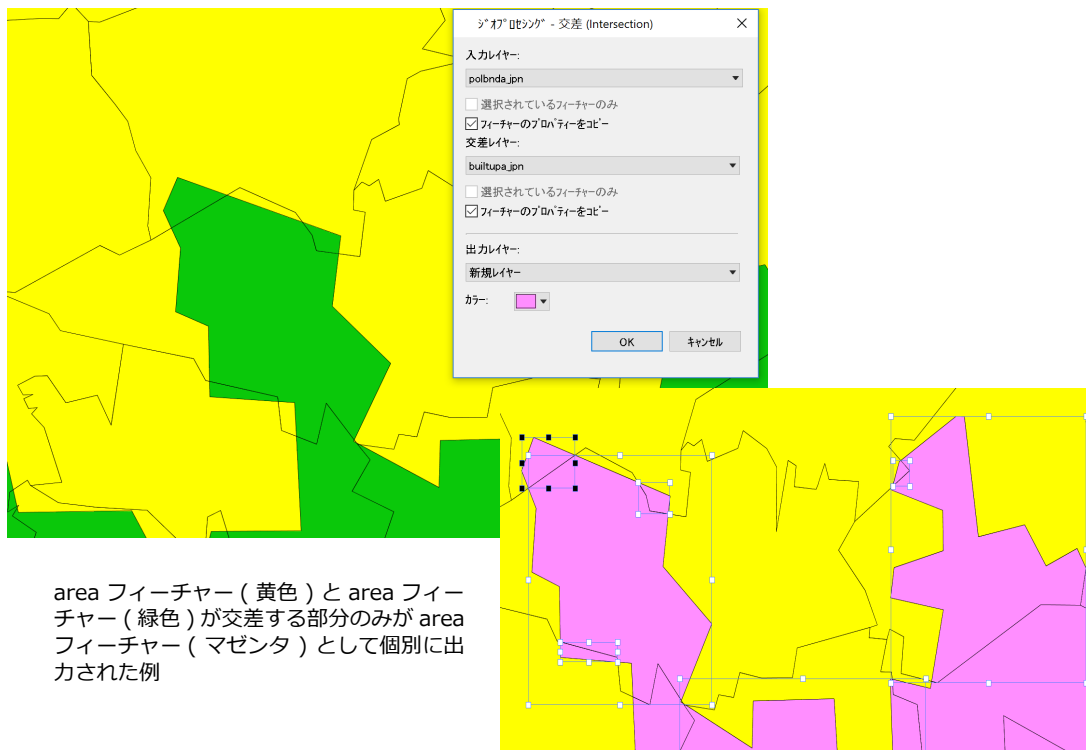 ジオプロセシング - 交差 (Intersection)
入力レイヤー:
polbnda_jpn
選択されているフィーチャーのみ
フィーチャーのプロパティーをコピー
交差レイヤー:
builtupa_jpn
選択されているフィーチャーのみ
フィーチャーのプロパティーをコピー
出力レイヤー:
新規レイヤー
カラー:
OK
キャンセル
area フィーチャー ( 黄色 ) と area フィー
チャー ( 緑色 ) が交差する部分のみが area
フィーチャー ( マゼンタ ) として個別に出
力された例